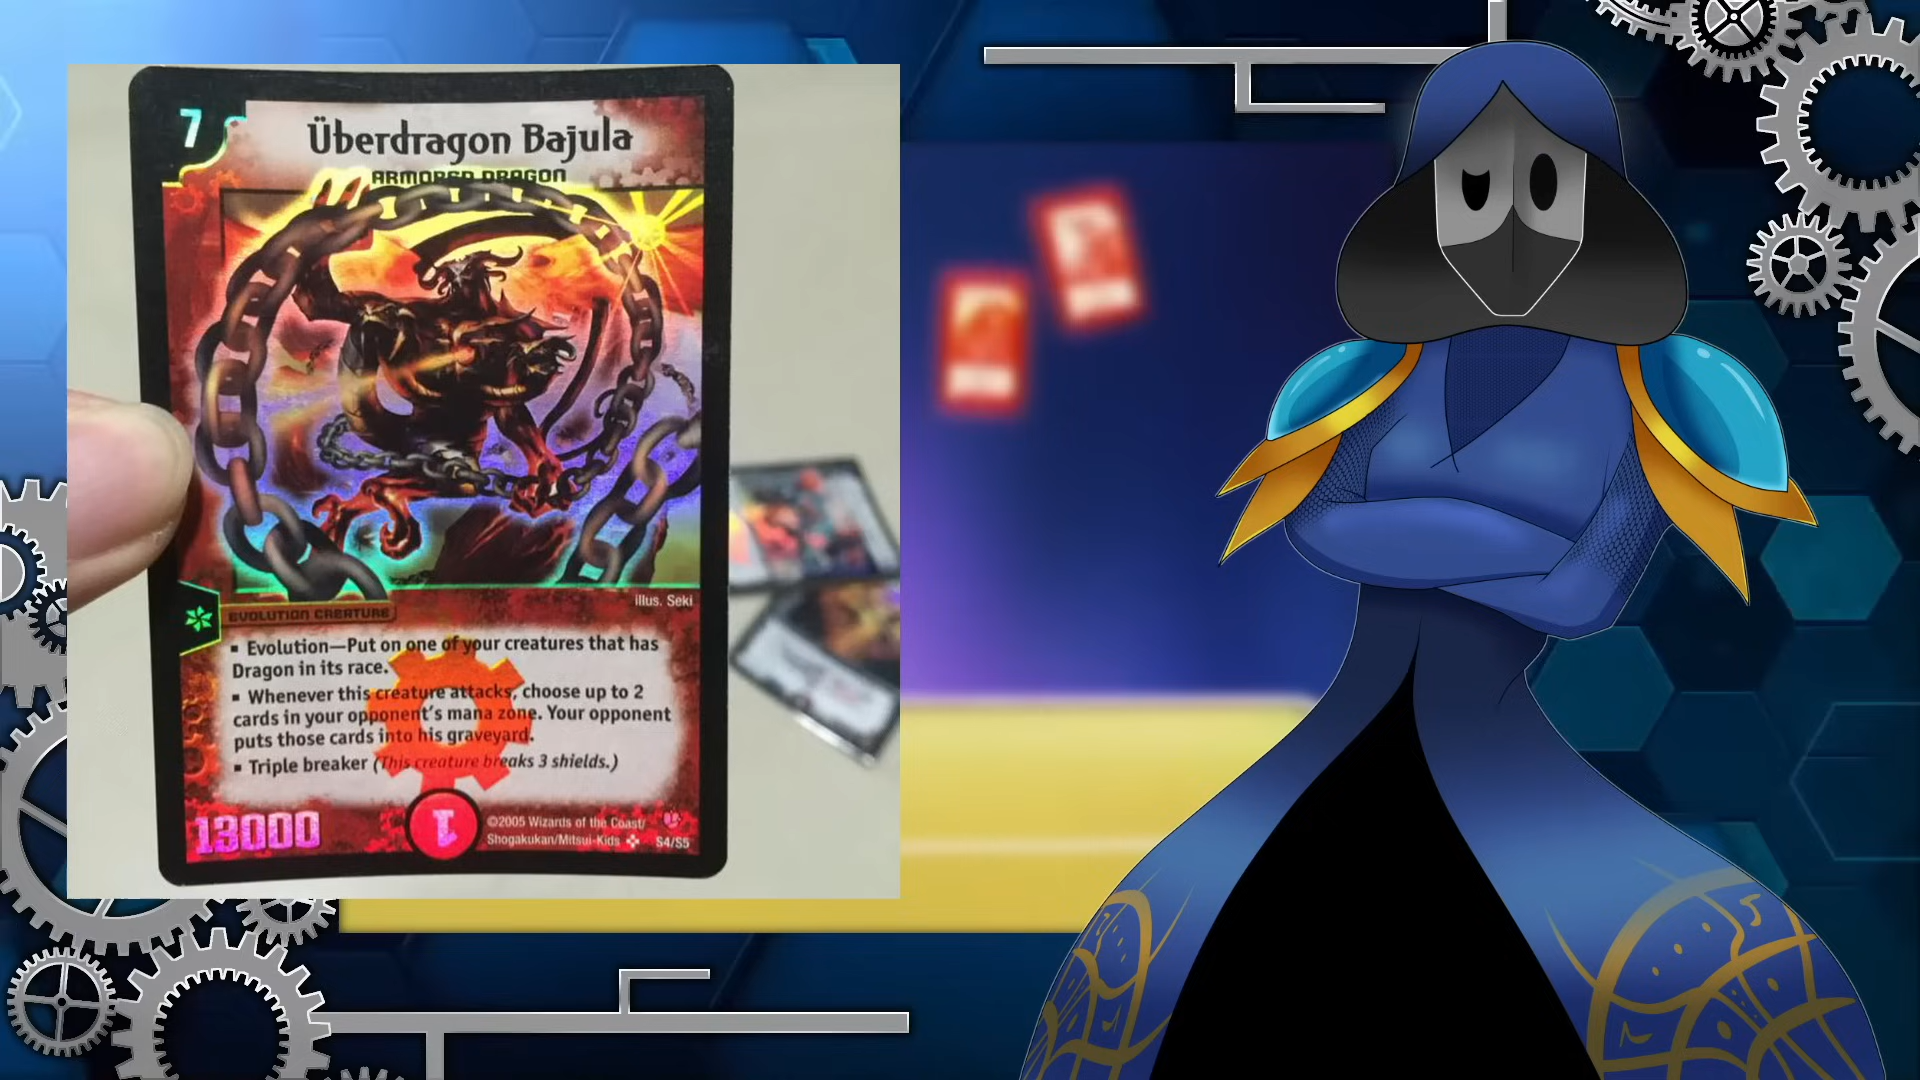 7
Überdragon Bajula
ARMORED DRAGON
illus. Seki
EVOLUTION CREATURE
▪ Evolution—Put on one of your creatures that has
Dragon in its race.
▪ Whenever this creature attacks, choose up to 2
cards in your opponent's mana zone. Your opponent
puts those cards into his graveyard.
▪ Triple breaker (This creature breaks 3 shields.)
13000
1
©2005 Wizards of the Coast/
Shogakukan/Mitsui-Kids
S4/S5